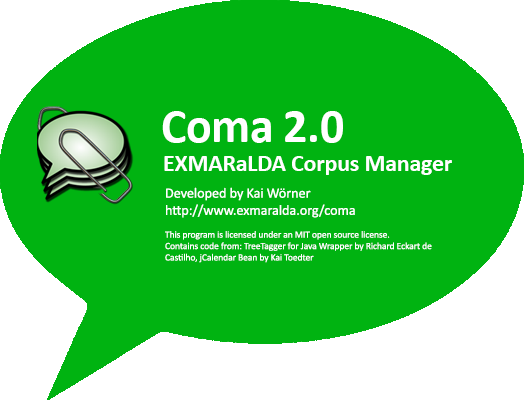 Coma 2.0
EXMARaLDA Corpus Manager
Developed by Kai Wörner
http://www.exmaralda.org/coma
This program is licensed under an MIT open source license.
Contains code from: TreeTagger for Java Wrapper by Richard Eckart de
Castilho, jCalendar Bean by Kai Toedter